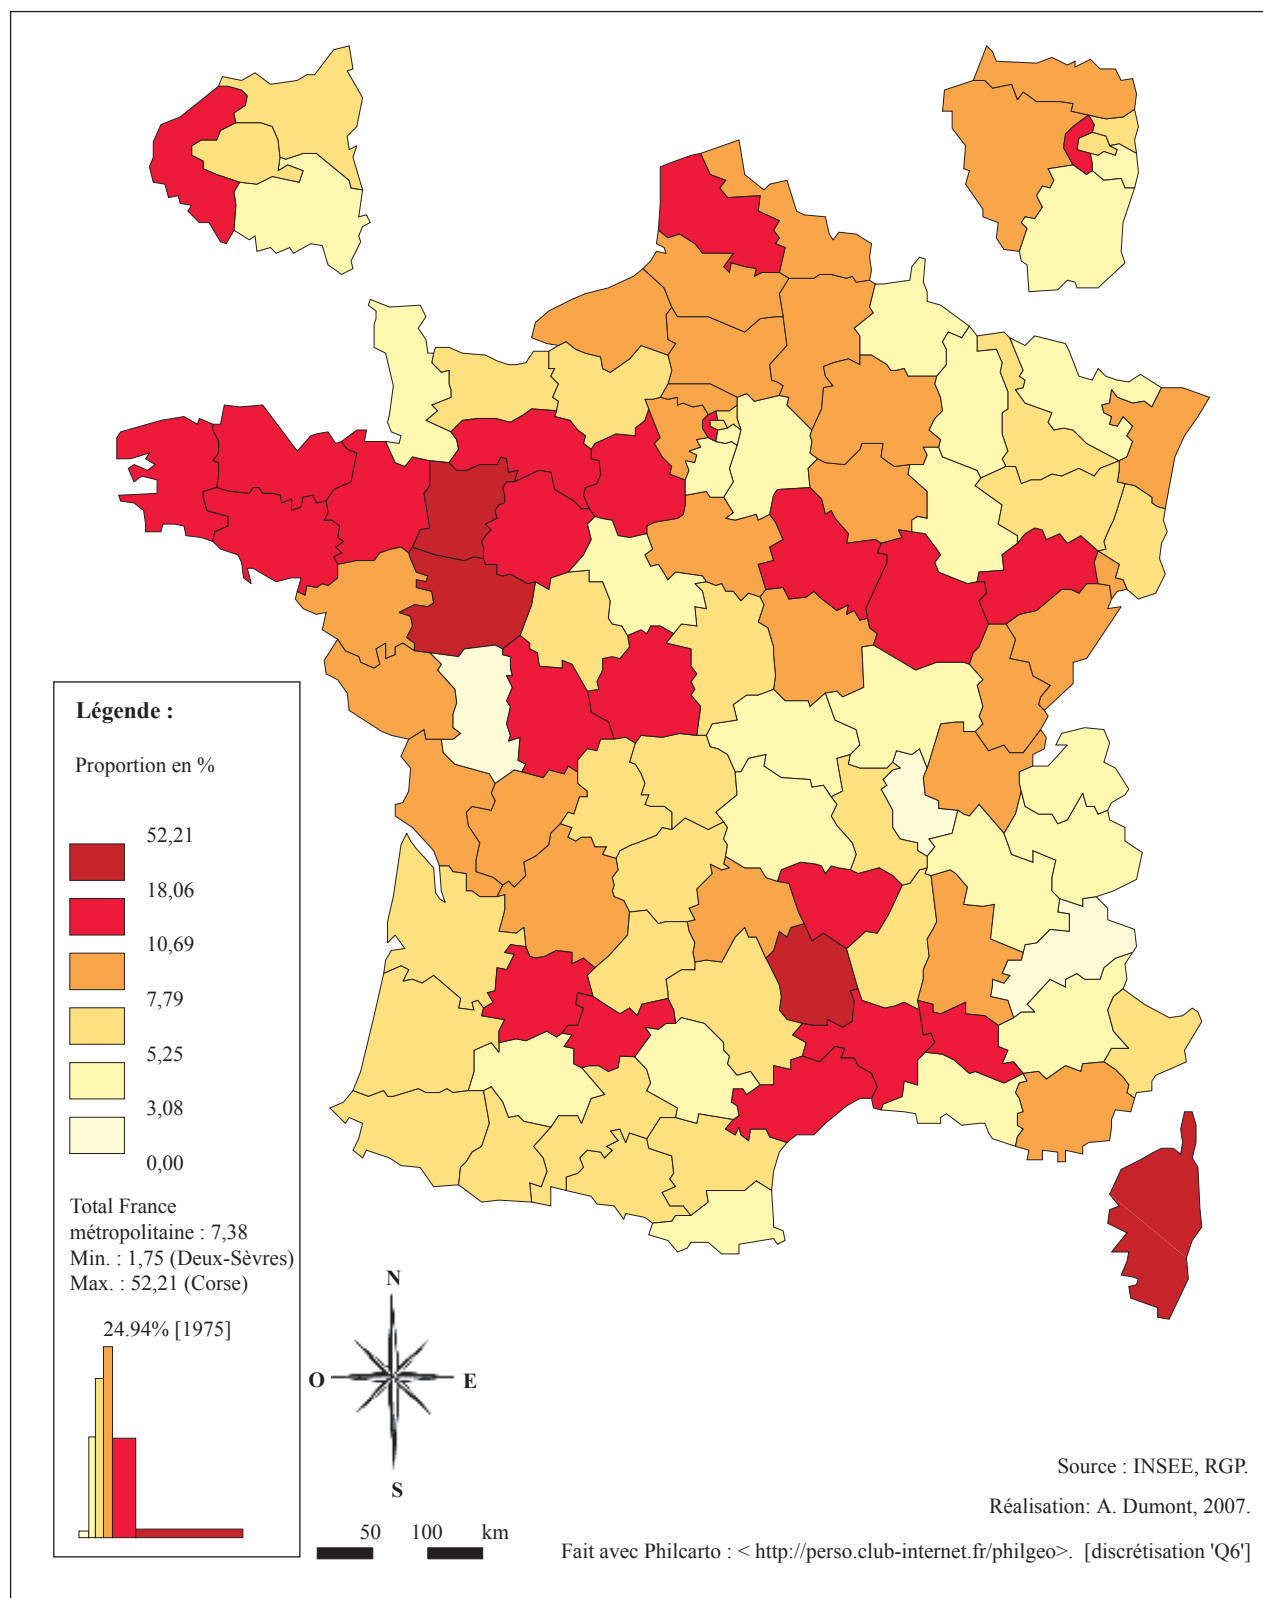 Légende :
Proportion en %
52,21
18,06
10,69
7,79
5,25
3,08
0,00
Total France
métropolitaine : 7,38
Min. : 1,75 (Deux-Sèvres)
Max. : 52,21 (Corse)
24.94% [1975]
N
O
E
S
50 100 km
Source : INSEE, RGP.
Réalisation: A. Dumont, 2007.
Fait avec Philcarto : < http://perso.club-internet.fr/philgeo>. [discrétisation 'Q6']